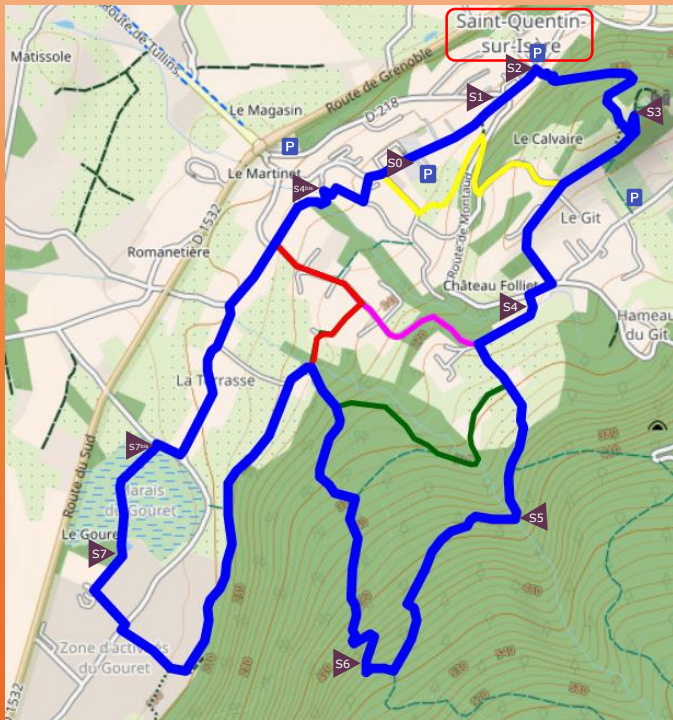 Saint-Quentin-
sur-Isère
Route de Tullins
Matissole
P
S2
Route de Grenoble
S1
D 218
Le Magasin
S3
Le Calvaire
P
S0
P
Le Martinet
S4bis
P
Le Git
Route de Montaud
D 1532
Romanetière
Château Folliet
S4
Hameau
du Git
La Terrasse
S7bis
Marais
du Gouret
Route du Sud
S5
Le Gouret
S7
Zone d'activités
du Gouret
S6
D 1532